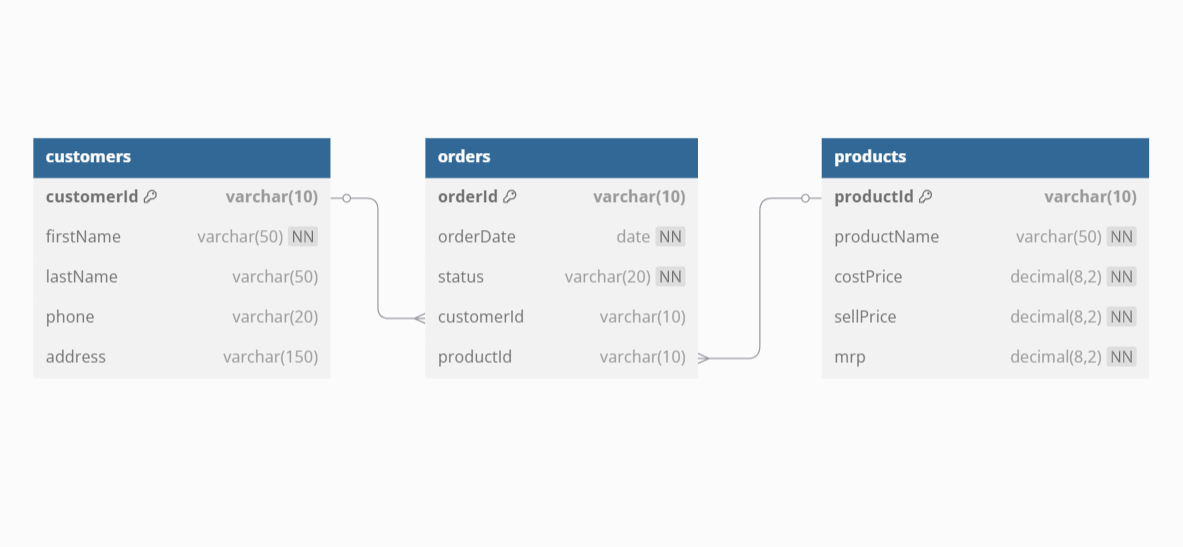 customers
customerId varchar(10)
firstName varchar(50) NN
lastName varchar(50)
phone varchar(20)
address varchar(150)
orders
orderId varchar(10)
orderDate date NN
status varchar(20) NN
customerId varchar(10)
productId varchar(10)
products
productId varchar(10)
productName varchar(50) NN
costPrice decimal(8,2) NN
sellPrice decimal(8,2) NN
mrp decimal(8,2) NN